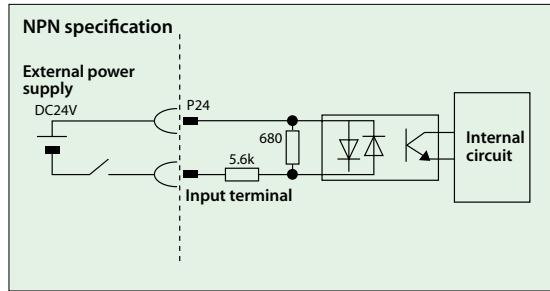 NPN specification
External power
supply
DC24V
P24
680
5.6k
Input terminal
Internal
circuit